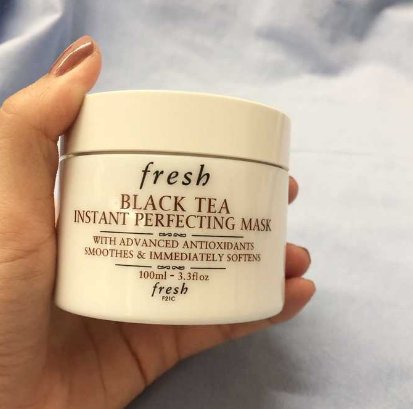 fresh
BLACK TEA
INSTANT PERFECTING MASK
WITH ADVANCED ANTIOXIDANTS
SMOOTHES & IMMEDIATELY SOFTENS
100ml - 3.3fl oz
fresh
F21C